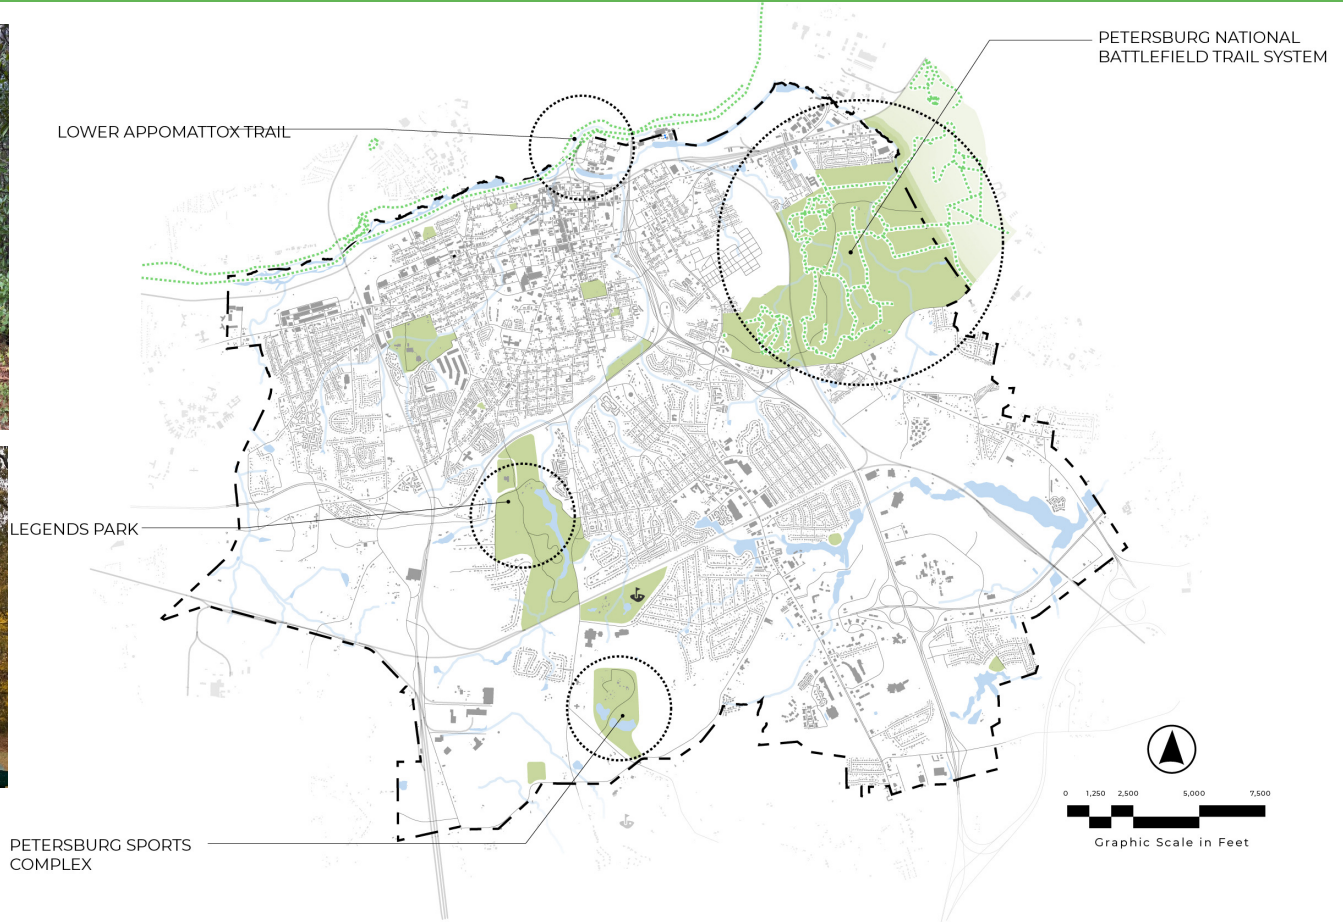 PETERSBURG NATIONAL
BATTLEFIELD TRAIL SYSTEM
LOWER APPOMATTOX TRAIL
LEGENDS PARK
PETERSBURG SPORTS
COMPLEX
0 1,250 2,500 5,000 7,500
Graphic Scale in Feet